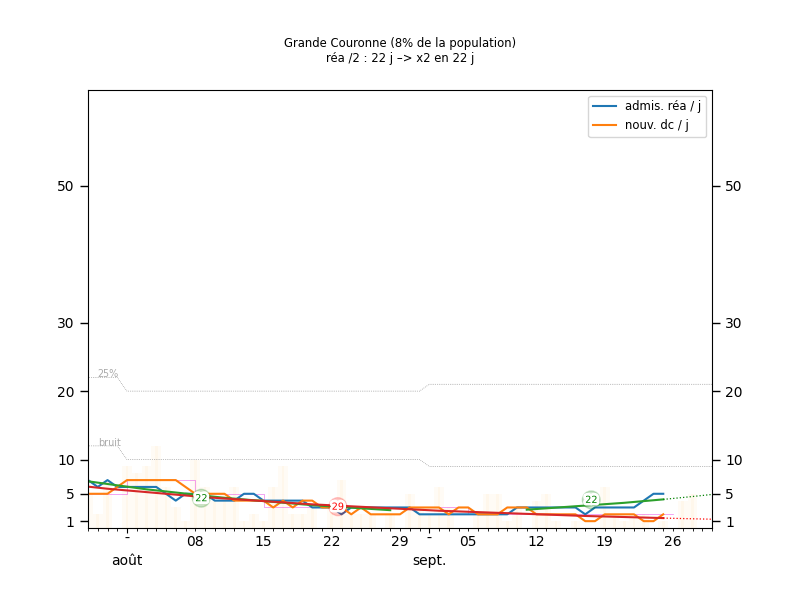 Grande Couronne (8% de la population)
réa /2 : 22 j –> x2 en 22 j
admis. réa / j
nouv. dc / j
50 50
30 30
25%
20 20
bruit
10 10
5 22 29 22 5
1 1
- 08 15 22 29 - 05 12 19 26
août sept.